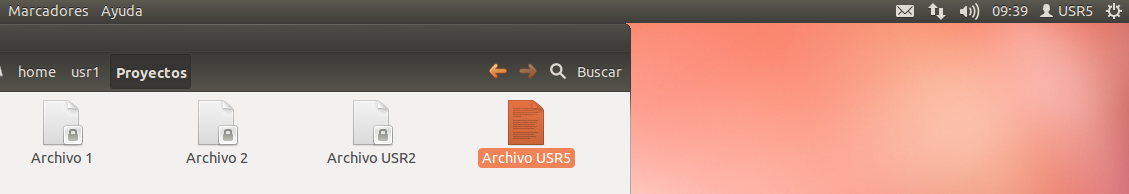 Marcadores Ayuda 09:39 USR5
home usr1 Proyectos Buscar
Archivo 1 Archivo 2 Archivo USR2 Archivo USR5